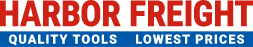 HARBOR FREIGHT
QUALITY TOOLS LOWEST PRICES